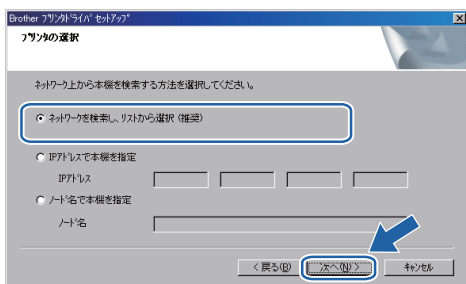 Brother プリンタドライバ セットアップ
プリンタの選択
ネットワーク上から本機を検索する方法を選択してください。
ネットワークを検索し、リストから選択 (推奨)
IPアドレスで本機を指定
IPアドレス
ノード名で本機を指定
ノード名
< 戻る(B)
次へ(N) >
キャンセル